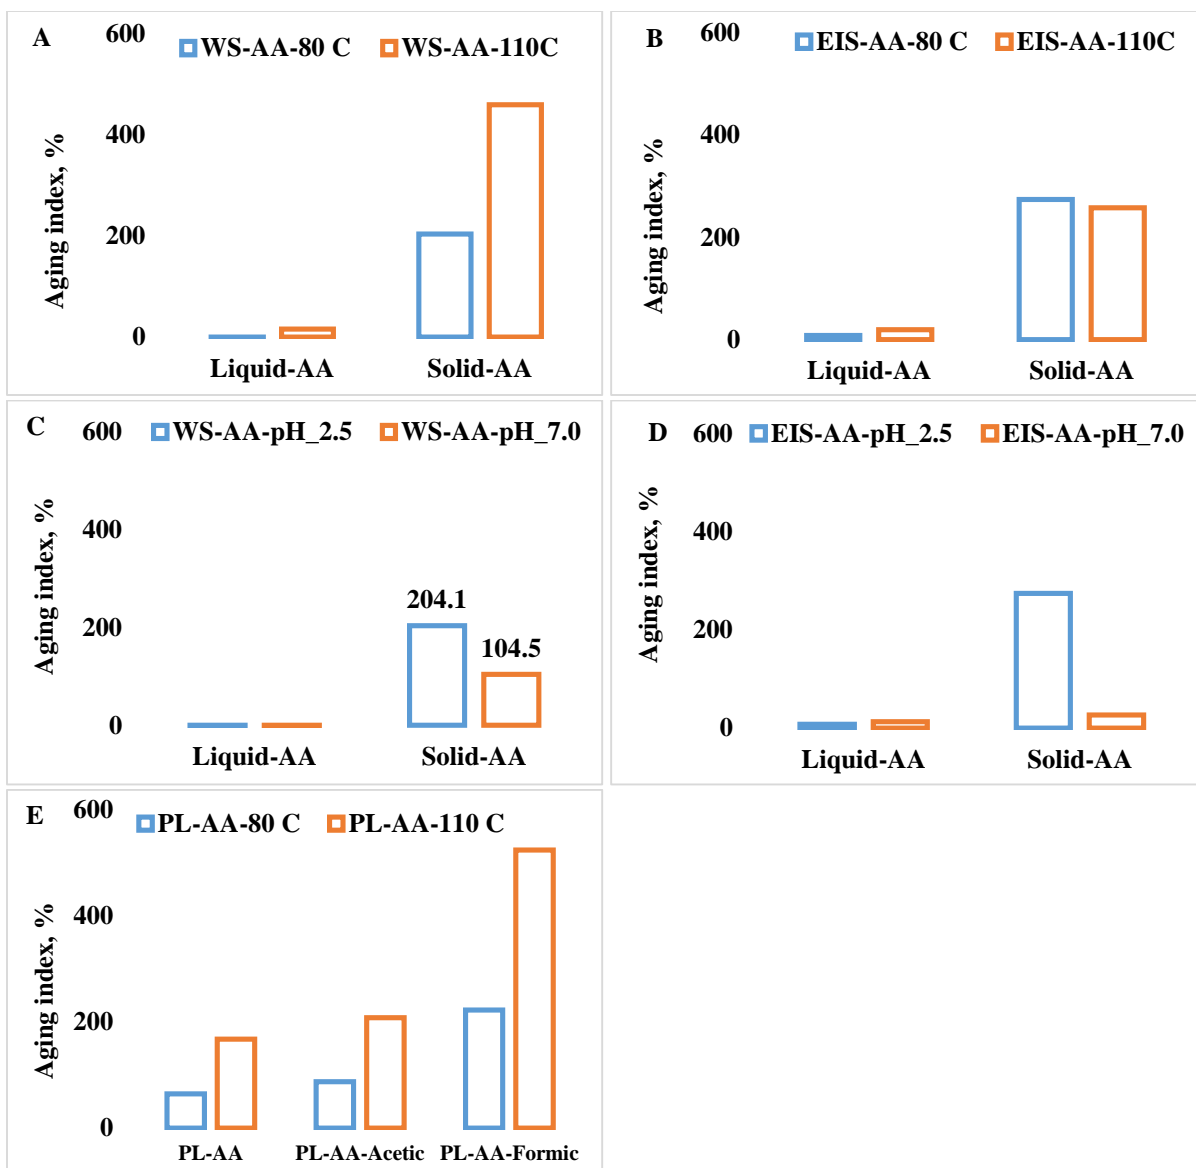 A
600
WS-AA-80 C WS-AA-110C
400
200
0
Aging index, %
Liquid-AA Solid-AA
B
600
EIS-AA-80 C EIS-AA-110C
400
200
0
Aging index, %
Liquid-AA Solid-AA
C
600
WS-AA-pH_2.5 WS-AA-pH_7.0
400
200
0
Aging index, %
204.1
104.5
Liquid-AA Solid-AA
D
600
EIS-AA-pH_2.5 EIS-AA-pH_7.0
400
200
0
Aging index, %
Liquid-AA Solid-AA
E
600
PL-AA-80 C PL-AA-110 C
400
200
0
Aging index, %
PL-AA PL-AA-Acetic PL-AA-Formic